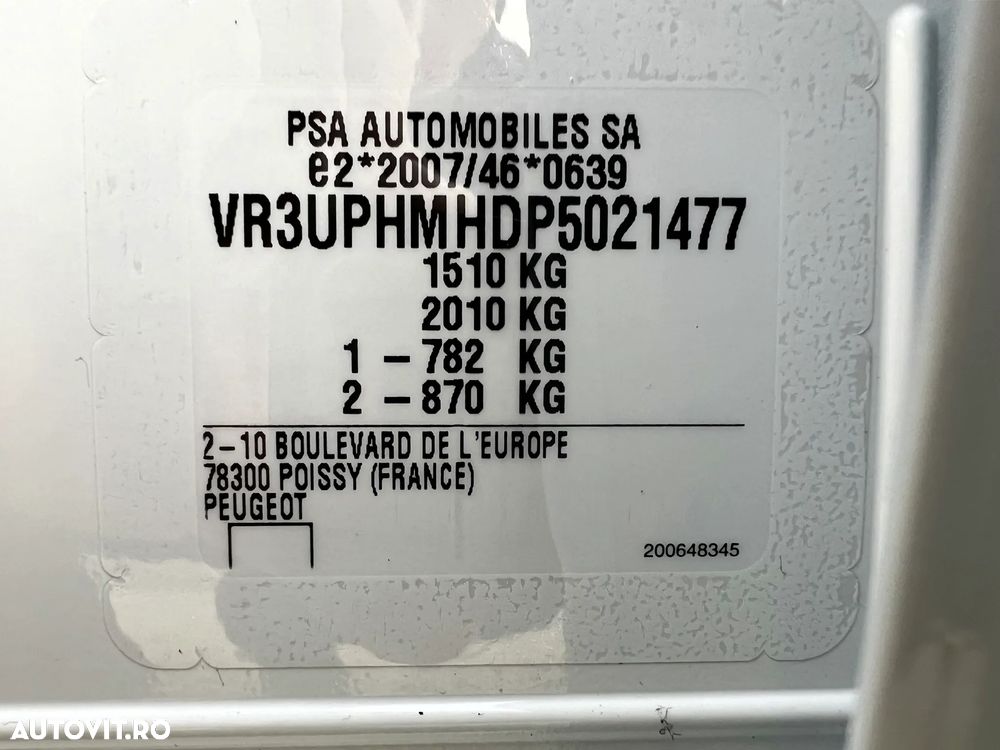 PSA AUTOMOBILES SA
e2*2007/46*0639
VR3UPHMHDP5021477
1510 KG
2010 KG
1 - 782 KG
2 - 870 KG
2-10 BOULEVARD DE L'EUROPE
78300 POISSY (FRANCE)
PEUGEOT
200648345
AUTOVIT.RO